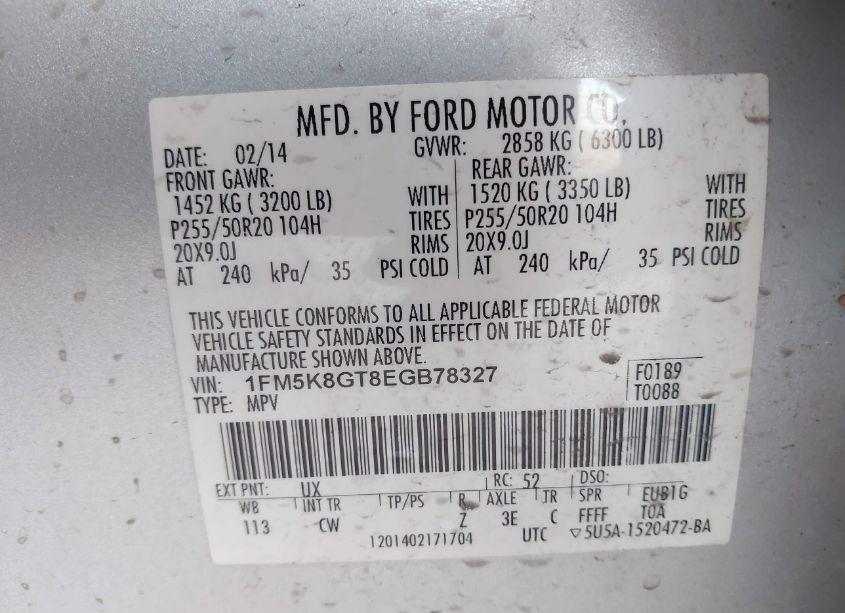 MFD. BY FORD MOTOR CO.
DATE: 02/14 GVWR: 2858 KG ( 6300 LB)
FRONT GAWR: REAR GAWR:
1452 KG ( 3200 LB) WITH 1520 KG ( 3350 LB) WITH
P255/50R20 104H TIRES P255/50R20 104H TIRES
20X9.0J RIMS 20X9.0J RIMS
AT 240 kPa/ 35 PSI COLD AT 240 kPa/ 35 PSI COLD
THIS VEHICLE CONFORMS TO ALL APPLICABLE FEDERAL MOTOR
VEHICLE SAFETY STANDARDS IN EFFECT ON THE DATE OF
MANUFACTURE SHOWN ABOVE.
VIN: 1FM5K8GT8EGB78327 F0189
TYPE: MPV T0088
EXT PNT: UX RC: 52 DSO:
WB INT TR TP/PS R AXLE TR SPR EUB1G
113 CW Z 3E C FFFF T0A
1201402171704 UTC ▽5U5A-1520472-BA